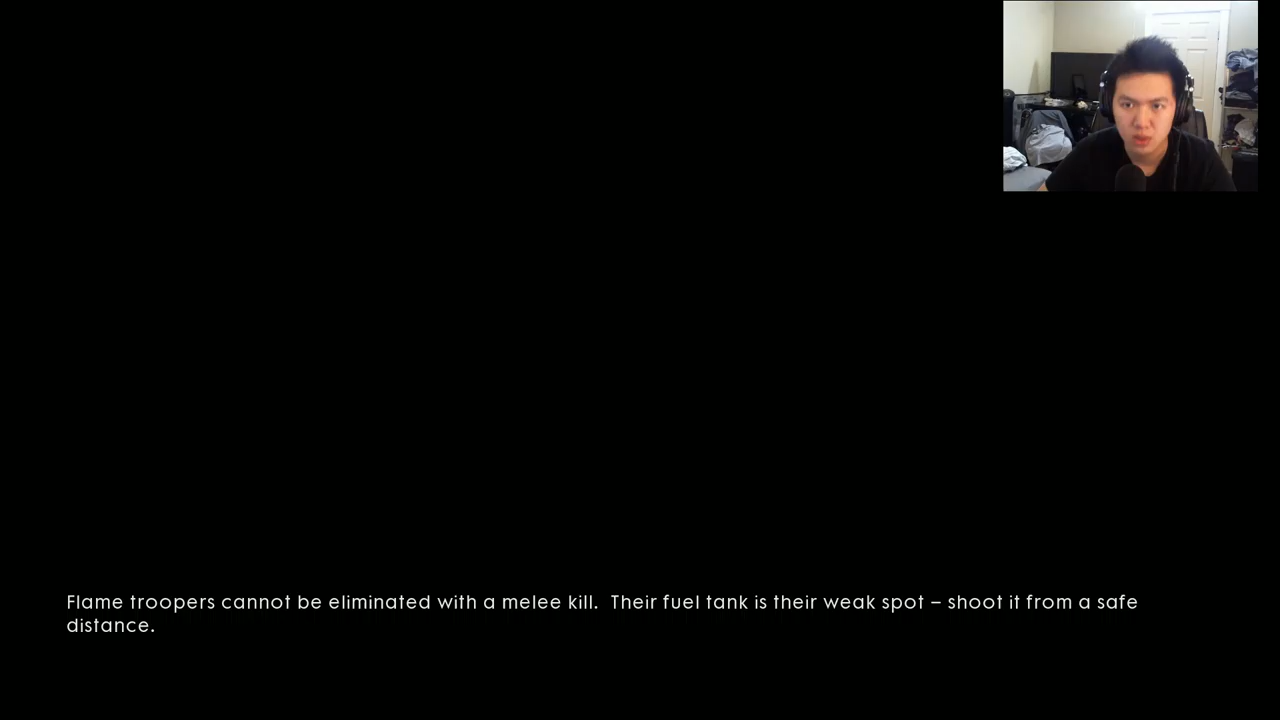 Flame troopers cannot be eliminated with a melee kill.  Their fuel tank is their weak spot – shoot it from a safe
distance.